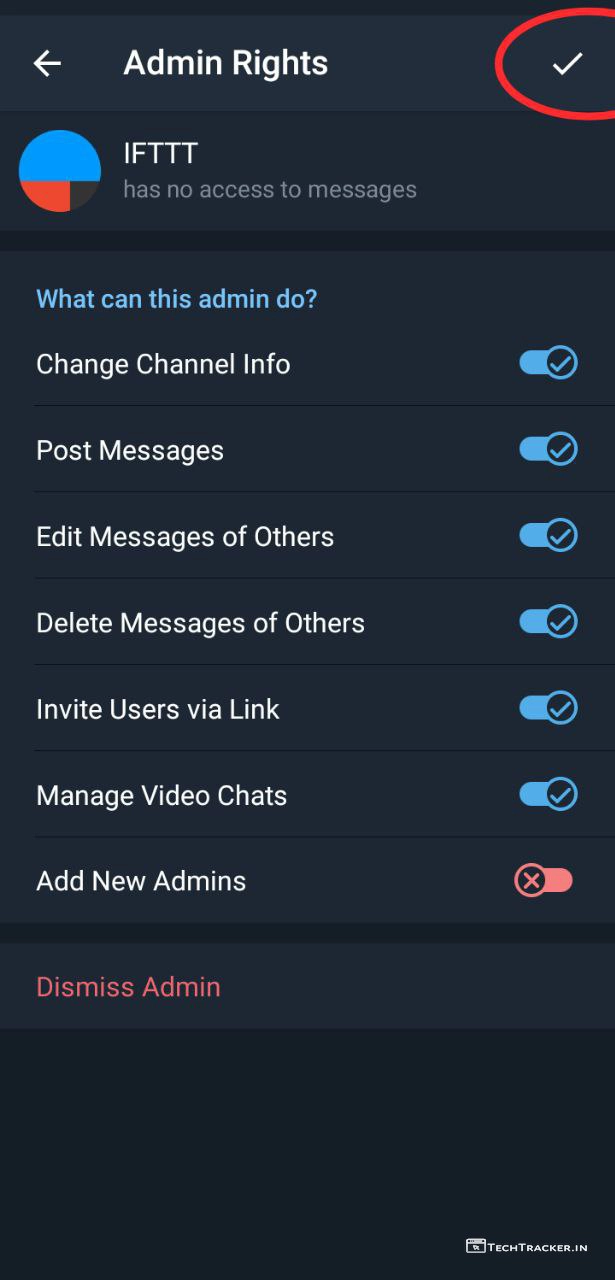 Admin Rights
IFTTT
has no access to messages
What can this admin do?
Change Channel Info
Post Messages
Edit Messages of Others
Delete Messages of Others
Invite Users via Link
Manage Video Chats
Add New Admins
Dismiss Admin
TECHTRACKER.IN